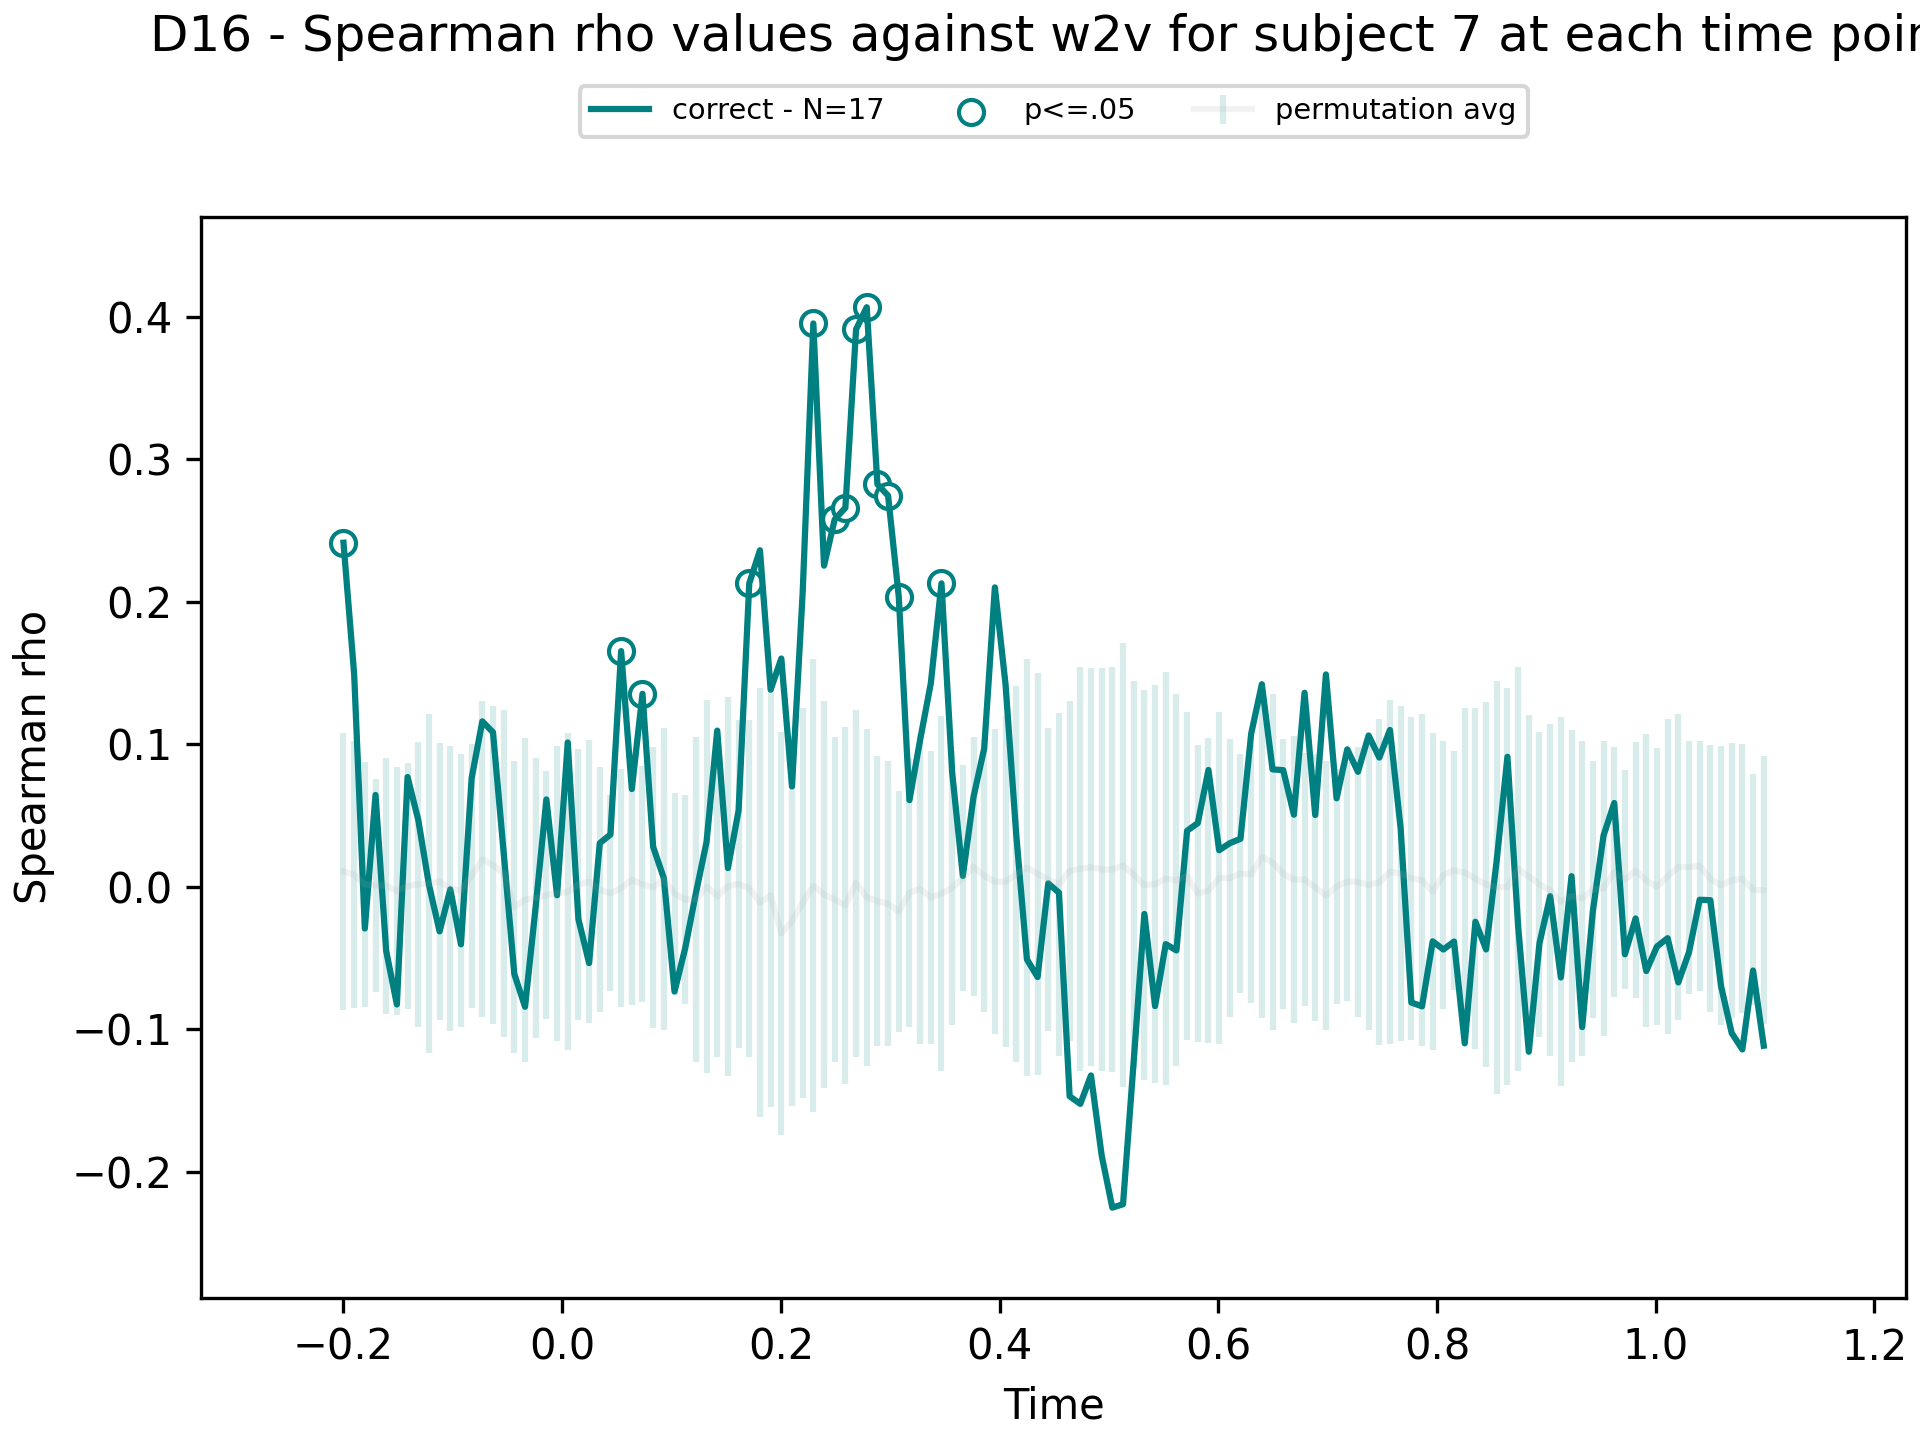 D16 - Spearman rho values against w2v for subject 7 at each time poin
correct - N=17 p<=.05 permutation avg
0.4
0.3
0.2
0.1
0.0
−0.1
−0.2
Spearman rho
−0.2 0.0 0.2 0.4 0.6 0.8 1.0 1.2
Time